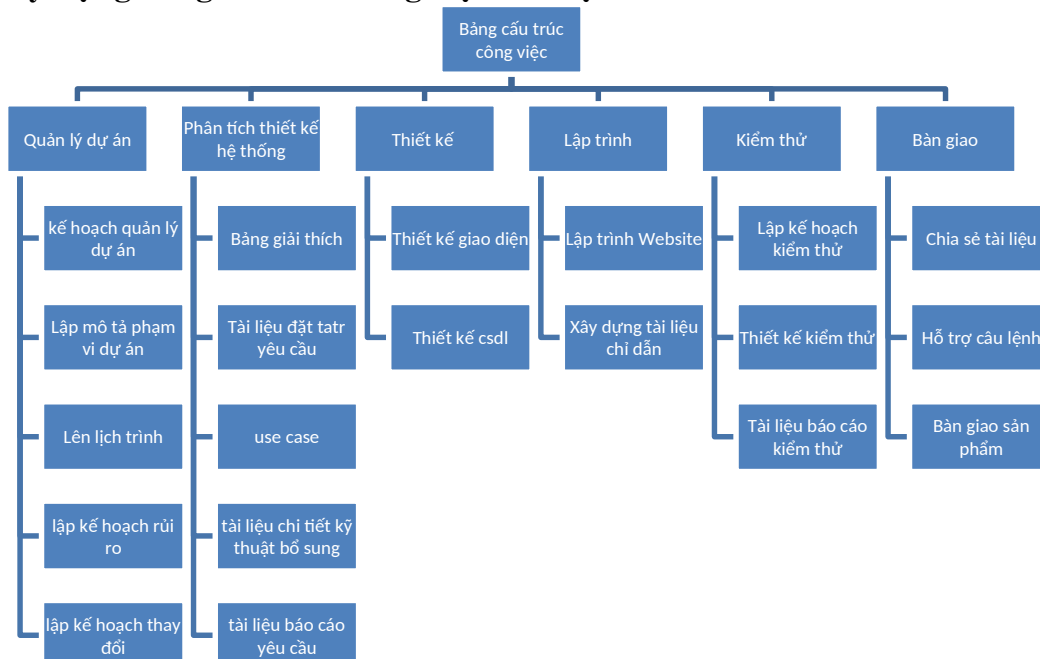 Bảng cấu trúc
công việc
Quản lý dự án
Phân tích thiết kế
hệ thống
Thiết kế
Lập trình
Kiểm thử
Bàn giao
kế hoạch quản lý
dự án
Lập mô tả phạm
vi dự án
Lên lịch trình
lập kế hoạch rủi
ro
lập kế hoạch thay
đổi
Bảng giải thích
Tài liệu đặt tatr
yêu cầu
use case
tài liệu chi tiết kỹ
thuật bổ sung
tài liệu báo cáo
yêu cầu
Thiết kế giao diện
Thiết kế csdl
Lập trình Website
Xây dựng tài liệu
chỉ dẫn
Lập kế hoạch
kiểm thử
Thiết kế kiểm thử
Tài liệu báo cáo
kiểm thử
Chia sẻ tài liệu
Hỗ trợ câu lệnh
Bàn giao sản
phẩm